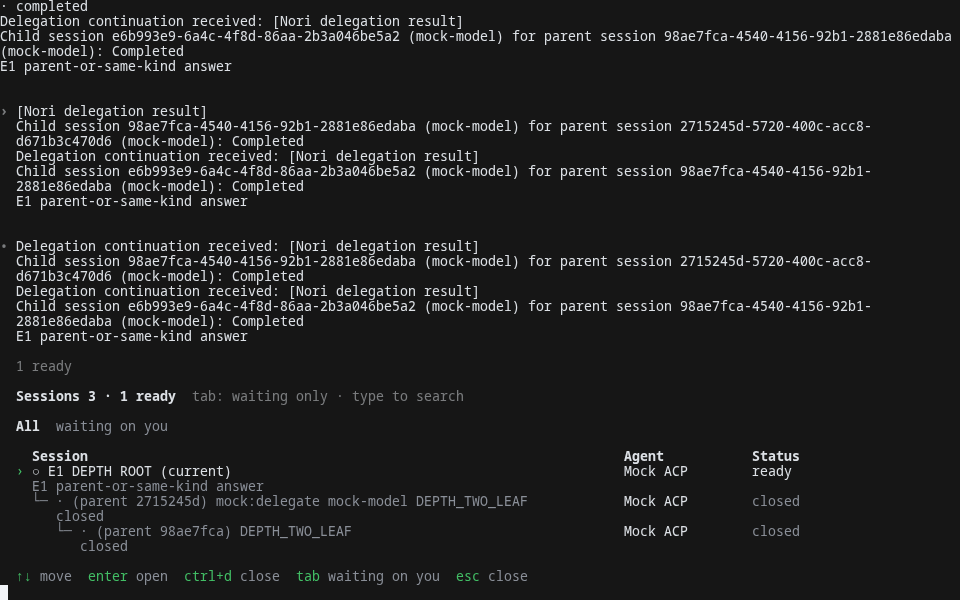 · completed
Delegation continuation received: [Nori delegation result]
Child session e6b993e9-6a4c-4f8d-86aa-2b3a046be5a2 (mock-model) for parent session 98ae7fca-4540-4156-92b1-2881e86edaba
(mock-model): Completed
E1 parent-or-same-kind answer
› [Nori delegation result]
Child session 98ae7fca-4540-4156-92b1-2881e86edaba (mock-model) for parent session 2715245d-5720-400c-acc8-
d671b3c470d6 (mock-model): Completed
Delegation continuation received: [Nori delegation result]
Child session e6b993e9-6a4c-4f8d-86aa-2b3a046be5a2 (mock-model) for parent session 98ae7fca-4540-4156-92b1-
2881e86edaba (mock-model): Completed
E1 parent-or-same-kind answer
• Delegation continuation received: [Nori delegation result]
Child session 98ae7fca-4540-4156-92b1-2881e86edaba (mock-model) for parent session 2715245d-5720-400c-acc8-
d671b3c470d6 (mock-model): Completed
Delegation continuation received: [Nori delegation result]
Child session e6b993e9-6a4c-4f8d-86aa-2b3a046be5a2 (mock-model) for parent session 98ae7fca-4540-4156-92b1-
2881e86edaba (mock-model): Completed
E1 parent-or-same-kind answer
1 ready
Sessions 3 · 1 ready  tab: waiting only · type to search
All  waiting on you
Session  Agent  Status
› ○ E1 DEPTH ROOT (current)  Mock ACP  ready
E1 parent-or-same-kind answer
└─ · (parent 2715245d) mock:delegate mock-model DEPTH_TWO_LEAF  Mock ACP  closed
closed
└─ · (parent 98ae7fca) DEPTH_TWO_LEAF  Mock ACP  closed
closed
↑↓ move  enter open  ctrl+d close  tab waiting on you  esc close